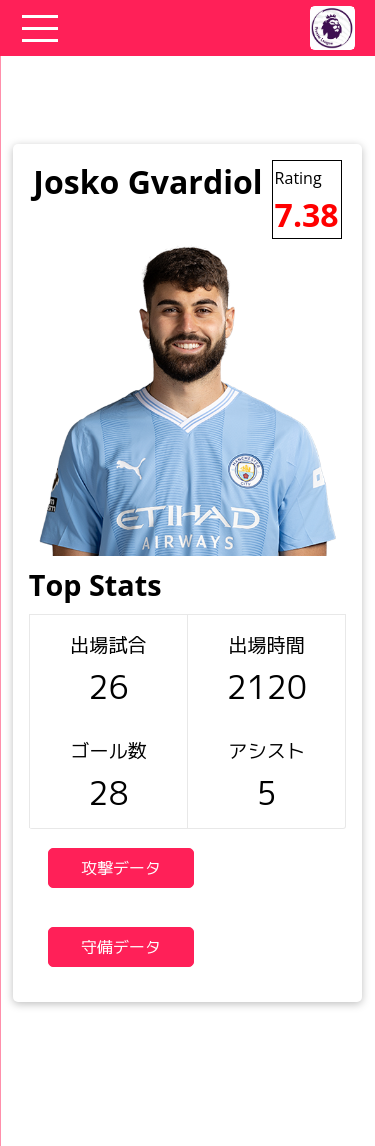 Josko Gvardiol
Rating
7.38
ETIHAD
AIRWAYS
Top Stats
出場試合
26
出場時間
2120
ゴール数
28
アシスト
5
攻撃データ
守備データ